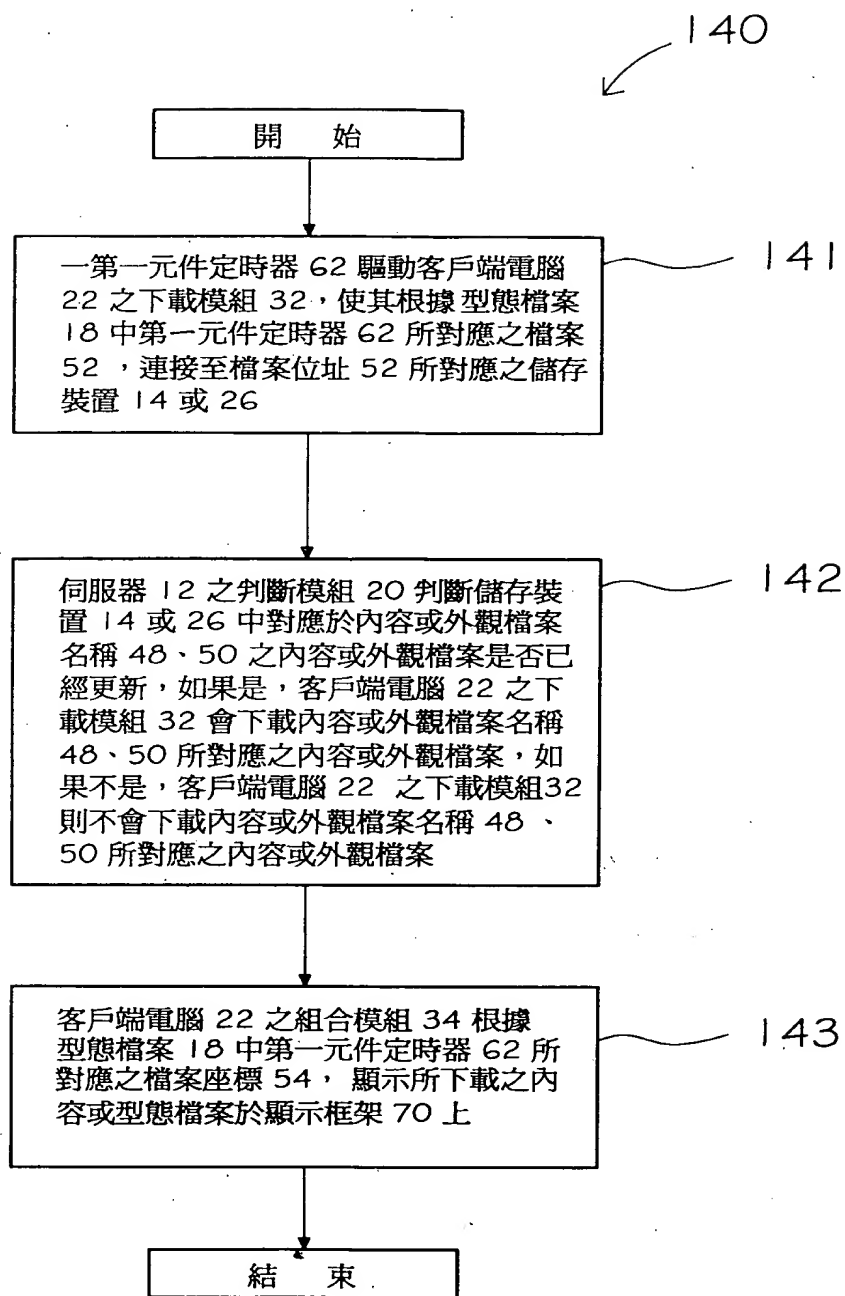 140
開 始
一第一元件定時器 62 驅動客戶端電腦
22 之下載模組 32，使其根據型態檔案
18 中第一元件定時器 62 所對應之檔案
52 ，連接至檔案位址 52 所對應之儲存
裝置 14 或 26
141
伺服器 12 之判斷模組 20 判斷儲存裝
置 14 或 26 中對應於內容或外觀檔案
名稱 48、50 之內容或外觀檔案是否已
經更新，如果是，客戶端電腦 22 之下
載模組 32 會下載內容或外觀檔案名稱
48、50 所對應之內容或外觀檔案，如
果不是，客戶端電腦 22 之下載模組32
則不會下載內容或外觀檔案名稱 48 、
50 所對應之內容或外觀檔案
142
客戶端電腦 22 之組合模組 34 根據
型態檔案 18 中第一元件定時器 62 所
對應之檔案座標 54， 顯示所下載之內
容或型態檔案於顯示框架 70 上
143
結 束